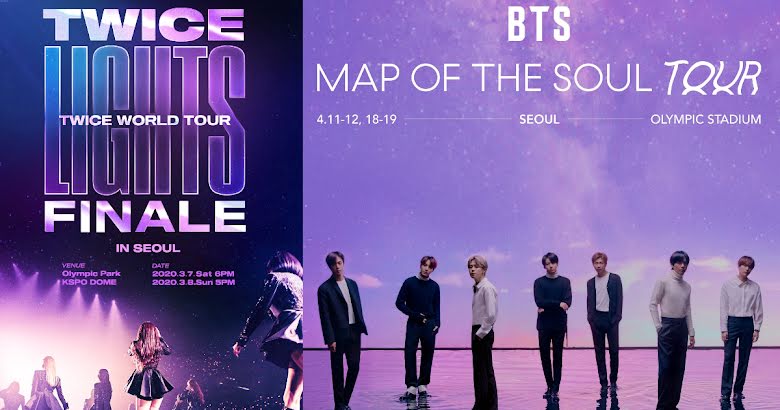 TWICE
LIGHTS
TWICE WORLD TOUR
FINALE
IN SEOUL
VENUE
Olympic Park
KSPO DOME
DATE
2020.3.7.Sat 6PM
2020.3.8.Sun 5PM
BTS
MAP OF THE SOUL TOUR
4.11-12, 18-19 SEOUL OLYMPIC STADIUM